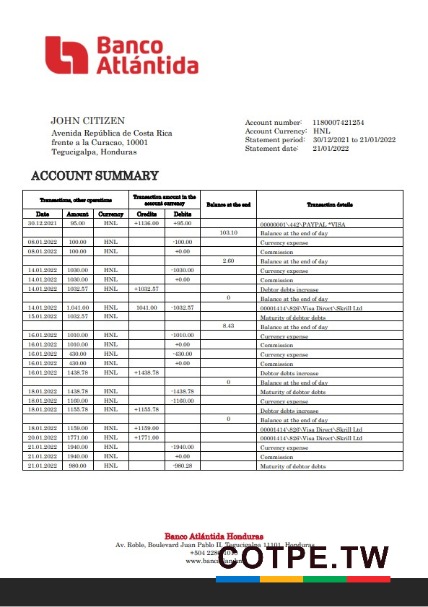 Banco
Atlántida
JOHN CITIZEN
Avenida República de Costa Rica
frente a la Curacao, 10001
Tegucigalpa, Honduras
Account number: 1180007421254
Account Currency: HNL
Statement period: 30/12/2021 to 21/01/2022
Statement date: 21/01/2022
ACCOUNT SUMMARY
Transactions, other operations Transaction amount in the account currency Balance at the end Transaction details
Date Amount Currency Credits Debits
30.12.2021 95.00 HNL +1136.00 +95.00 00000001\442\PAYPAL *VISA
103.10 Balance at the end of day
08.01.2022 100.00 HNL -100.00 Currency expense
08.01.2022 100.00 HNL +0.00 Commission
2.60 Balance at the end of day
14.01.2022 1030.00 HNL -1030.00 Currency expense
14.01.2022 1030.00 HNL +0.00 Commission
14.01.2022 1032.57 HNL +1032.57 Debtor debts increase
0 Balance at the end of day
14.01.2022 1,041.60 HNL 1041.60 -1032.57 00001414\826\Visa Direct\Skrill Ltd
15.01.2022 1032.57 HNL Maturity of debtor debts
8.43 Balance at the end of day
16.01.2022 1010.00 HNL -1010.00 Currency expense
16.01.2022 1010.00 HNL +0.00 Commission
16.01.2022 430.00 HNL -430.00 Currency expense
16.01.2022 430.00 HNL +0.00 Commission
16.01.2022 1438.78 HNL +1438.78 Debtor debts increase
0 Balance at the end of day
18.01.2022 1438.78 HNL -1438.78 Maturity of debtor debts
18.01.2022 1160.00 HNL -1160.00 Currency expense
18.01.2022 1155.78 HNL +1155.78 Debtor debts increase
0 Balance at the end of day
18.01.2022 1159.00 HNL +1159.00 00001414\826\Visa Direct\Skrill Ltd
20.01.2022 1771.00 HNL +1771.00 00001414\826\Visa Direct\Skrill Ltd
21.01.2022 1940.00 HNL -1940.00 Currency expense
21.01.2022 1940.00 HNL +0.00 Commission
21.01.2022 980.00 HNL -980.28 Maturity of debtor debts
Banco Atlántida Honduras
Av. Roble, Boulevard Juan Pablo II, Tegucigalpa 11101, Honduras
+504
COTPE.TW